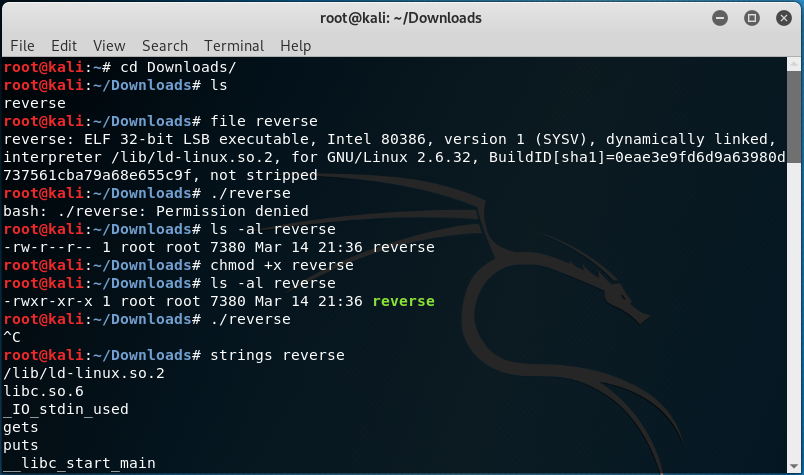 root@kali: ~/Downloads
File Edit View Search Terminal Help
root@kali:~# cd Downloads/
root@kali:~/Downloads# ls
reverse
root@kali:~/Downloads# file reverse
reverse: ELF 32-bit LSB executable, Intel 80386, version 1 (SYSV), dynamically linked,
interpreter /lib/ld-linux.so.2, for GNU/Linux 2.6.32, BuildID[sha1]=0eae3e9fd6d9a63980d
737561cba79a68e655c9f, not stripped
root@kali:~/Downloads# ./reverse
bash: ./reverse: Permission denied
root@kali:~/Downloads# ls -al reverse
-rw-r--r-- 1 root root 7380 Mar 14 21:36 reverse
root@kali:~/Downloads# chmod +x reverse
root@kali:~/Downloads# ls -al reverse
-rwxr-xr-x 1 root root 7380 Mar 14 21:36 reverse
root@kali:~/Downloads# ./reverse
^C
root@kali:~/Downloads# strings reverse
/lib/ld-linux.so.2
libc.so.6
_IO_stdin_used
gets
puts
__libc_start_main